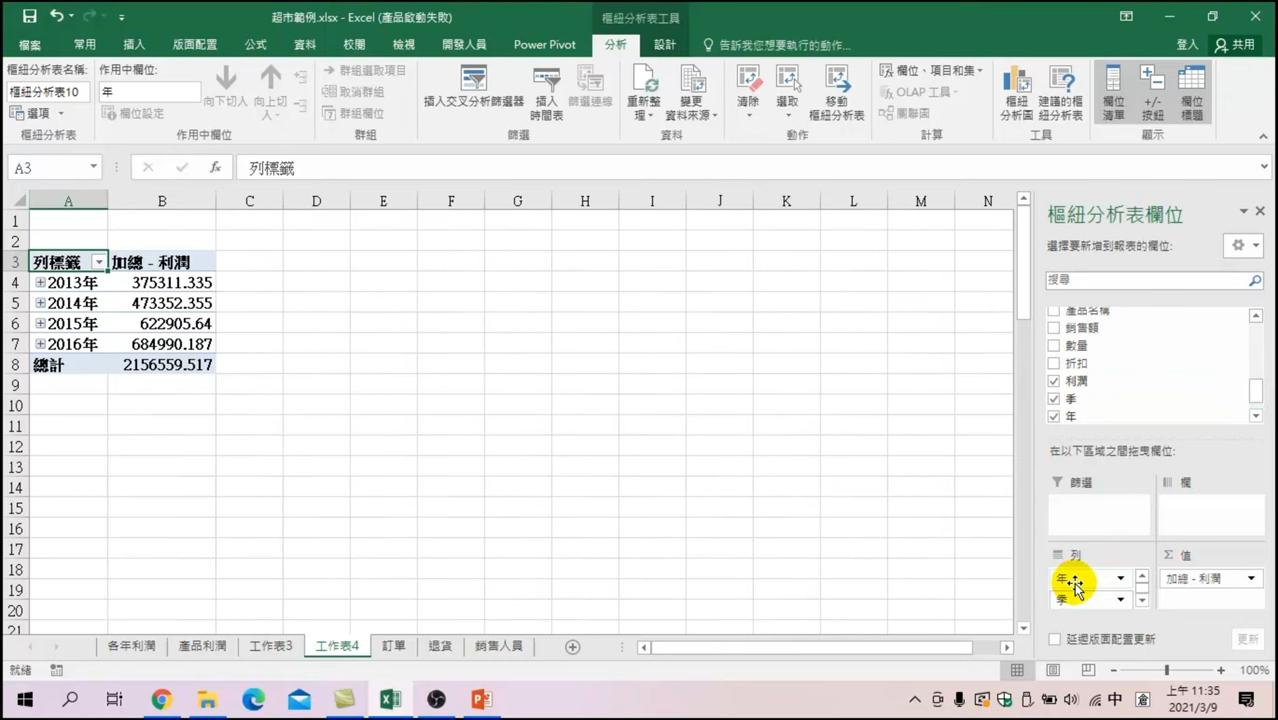 超市範例.xlsx - Excel (產品啟動失敗)
樞紐分析表工具
檔案 常用 插入 版面配置 公式 資料 校閱 檢視 開發人員 Power Pivot 分析 設計 告訴我您想要執行的動作... 登入 共用
樞紐分析表名稱: 作用中欄位:
樞紐分析表10 年
選項 欄位設定
向下切入 向上切入
群組選取項目
取消群組
群組欄位
插入交叉分析篩選器 插入時間表 篩選連線
重新整理 變更資料來源
清除 選取 移動樞紐分析表
欄位、項目和集
OLAP 工具
關聯圖
樞紐分析圖 建議的樞紐分析表
欄位清單 +/- 按鈕 欄位標題
樞紐分析表 作用中欄位 群組 篩選 資料 動作 計算 工具 顯示
A3 fx 列標籤
A B C D E F G H I J K L M N
1
2
3 列標籤 加總 - 利潤
4 2013年 375311.335
5 2014年 473352.355
6 2015年 622905.64
7 2016年 684990.187
8 總計 2156559.517
9
10
11
12
13
14
15
16
17
18
19
20
21
樞紐分析表欄位
選擇要新增到報表的欄位:
搜尋
產品名稱
銷售額
數量
折扣
利潤
季
年
在以下區域之間拖曳欄位:
篩選 欄
列 Σ 值
年 加總 - 利潤
季
延遲版面配置更新 更新
各年利潤 產品利潤 工作表3 工作表4 訂單 退貨 銷售人員
就緒 100%
中 倉 上午 11:35
2021/3/9